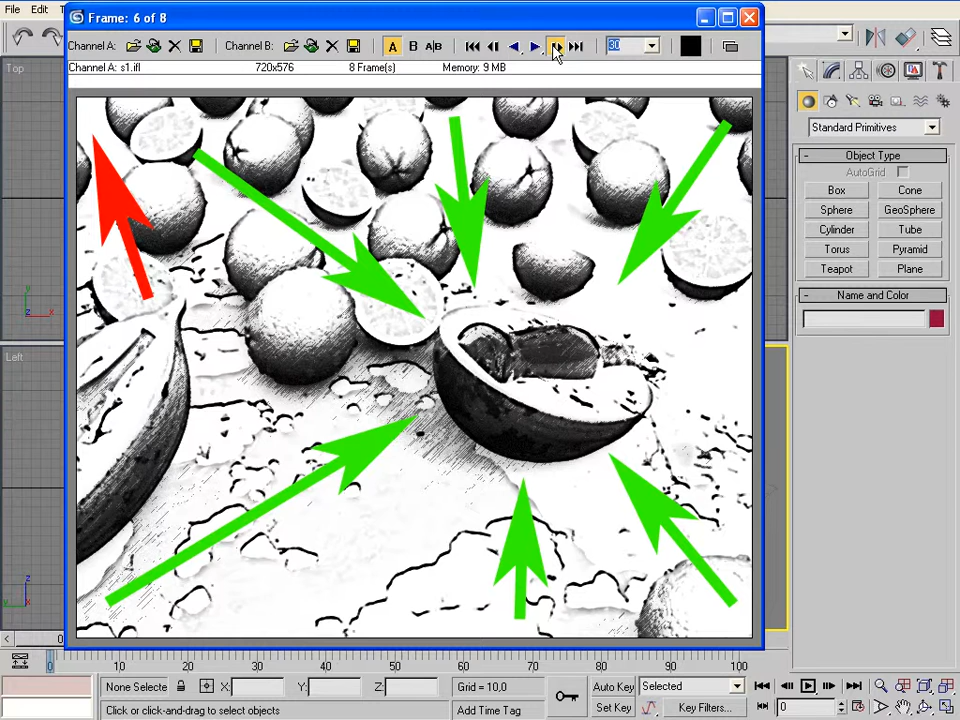 Frame: 6 of 8
File
Edit
T
Channel A:
Channel B:
A
B
A|B
30
Channel A: s1.ifl
720x576
8 Frame(s)
Memory: 9 MB
Top
Left
Standard Primitives
- Object Type
AutoGrid
Box
Cone
Sphere
GeoSphere
Cylinder
Tube
Torus
Pyramid
Teapot
Plane
- Name and Color
y
x
z
y
x
0
0 10 20 30 40 50 60 70 80 90 100
None Selecte
X:
Y:
Z:
Grid = 10,0
Auto Key
Selected
Click or click-and-drag to select objects
Add Time Tag
Set Key
Key Filters...
0